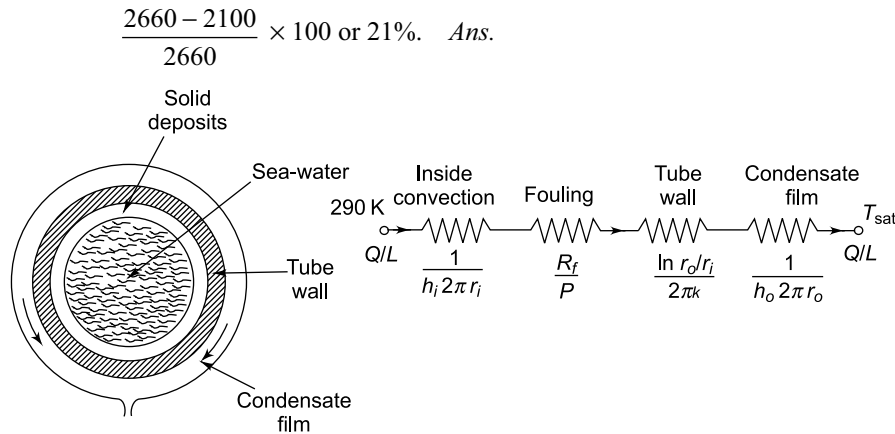 2660 – 2100
2660
× 100 or 21%. Ans.
Solid
deposits
Sea-water
Tube
wall
Condensate
film
Inside
convection
Fouling
Tube
wall
Condensate
film
290 K
T_sat
Q/L
Q/L
1
h_i 2π r_i
R_f
P
ln r_o/r_i
2πk
1
h_o 2π r_o